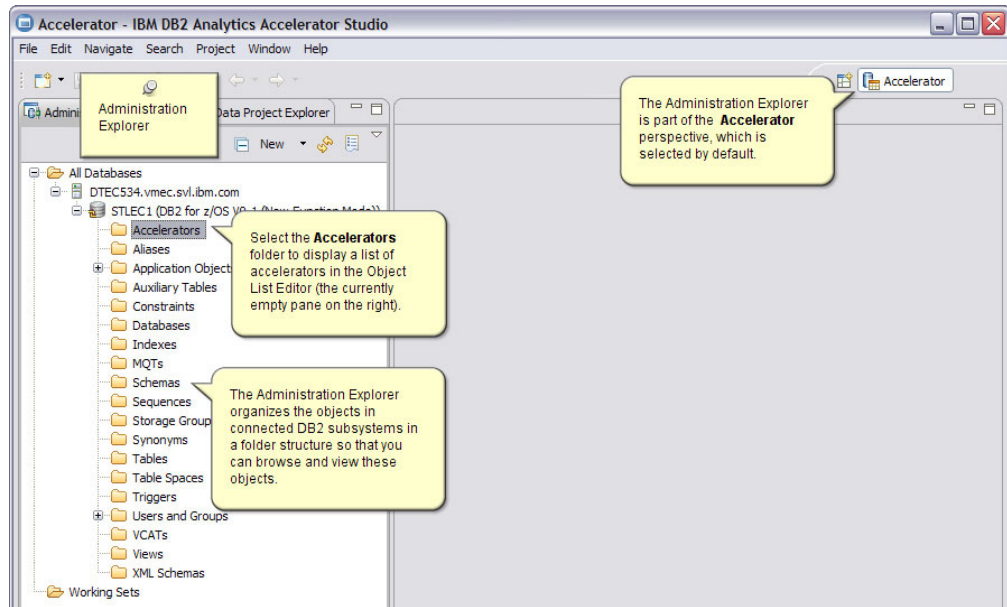 Accelerator - IBM DB2 Analytics Accelerator Studio
File Edit Navigate Search Project Window Help
Accelerator
Administration
Explorer
The Administration Explorer
is part of the Accelerator
perspective, which is
selected by default.
Data Project Explorer
New
All Databases
DTEC534.vmec.svl.ibm.com
STLEC1 (DB2 for z/OS
Accelerators
Aliases
Application Objects
Auxiliary Tables
Constraints
Databases
Indexes
MQTs
Schemas
Sequences
Storage Group
Synonyms
Tables
Table Spaces
Triggers
Users and Groups
VCATs
Views
XML Schemas
Working Sets
Select the Accelerators
folder to display a list of
accelerators in the Object
List Editor (the currently
empty pane on the right).
The Administration Explorer
organizes the objects in
connected DB2 subsystems in
a folder structure so that you
can browse and view these
objects.